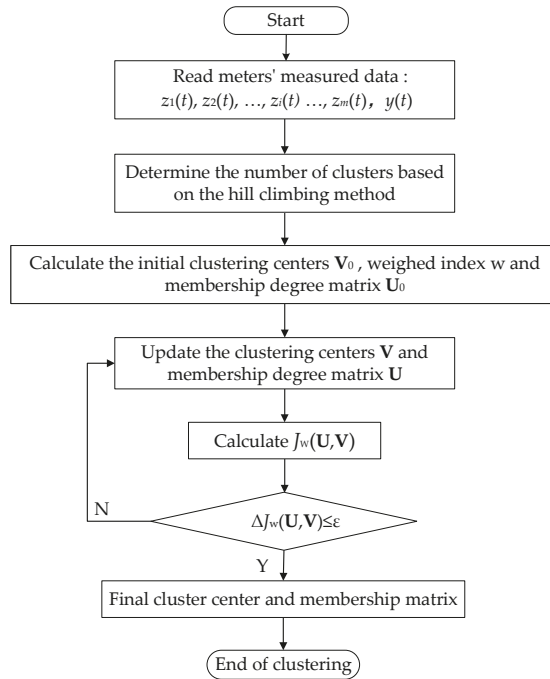 Start
Read meters' measured data :
z1(t), z2(t), …, zi(t) …, zm(t),  y(t)
Determine the number of clusters based
on the hill climbing method
Calculate the initial clustering centers V0 , weighed index w and
membership degree matrix U0
Update the clustering centers V and
membership degree matrix U
Calculate Jw(U,V)
N
ΔJw(U,V)≤ε
Y
Final cluster center and membership matrix
End of clustering